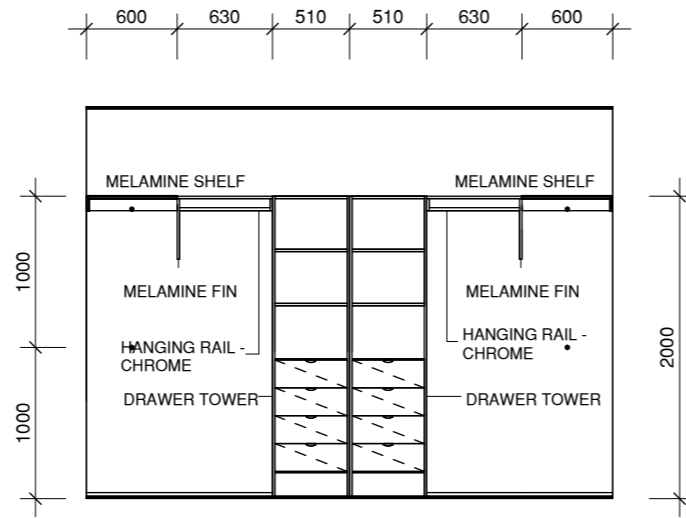 600 630 510 510 630 600
MELAMINE SHELF MELAMINE SHELF
1000
MELAMINE FIN MELAMINE FIN
HANGING RAIL -
CHROME
HANGING RAIL -
CHROME
2000
DRAWER TOWER DRAWER TOWER
1000